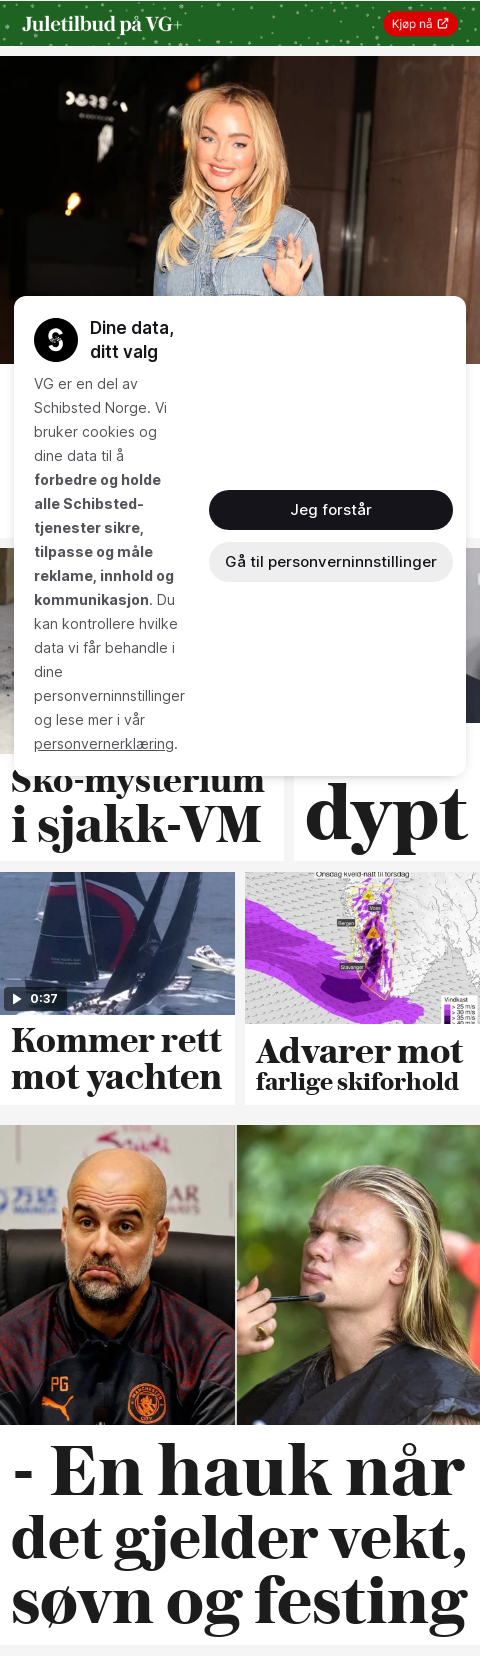 Juletilbud på VG+
Kjøp nå
Dine data,
ditt valg
VG er en del av
Schibsted Norge. Vi
bruker cookies og
dine data til å
forbedre og holde
alle Schibsted-
tjenester sikre,
tilpasse og måle
reklame, innhold og
kommunikasjon. Du
kan kontrollere hvilke
data vi får behandle i
dine
personverninnstillinger
og lese mer i vår
personvernerklæring.
Jeg forstår
Gå til personverninnstillinger
Sko-mysterium
i sjakk-VM
dypt
0:37
Kommer rett
mot yachten
Onsdag kveld-natt til torsdag
Voss
Bergen
Stavanger
Vindkast
> 25 m/s
> 30 m/s
> 35 m/s
> 40 m/s
Advarer mot
farlige skiforhold
PG
MANCHESTER
CITY
- En hauk når
det gjelder vekt,
søvn og festing